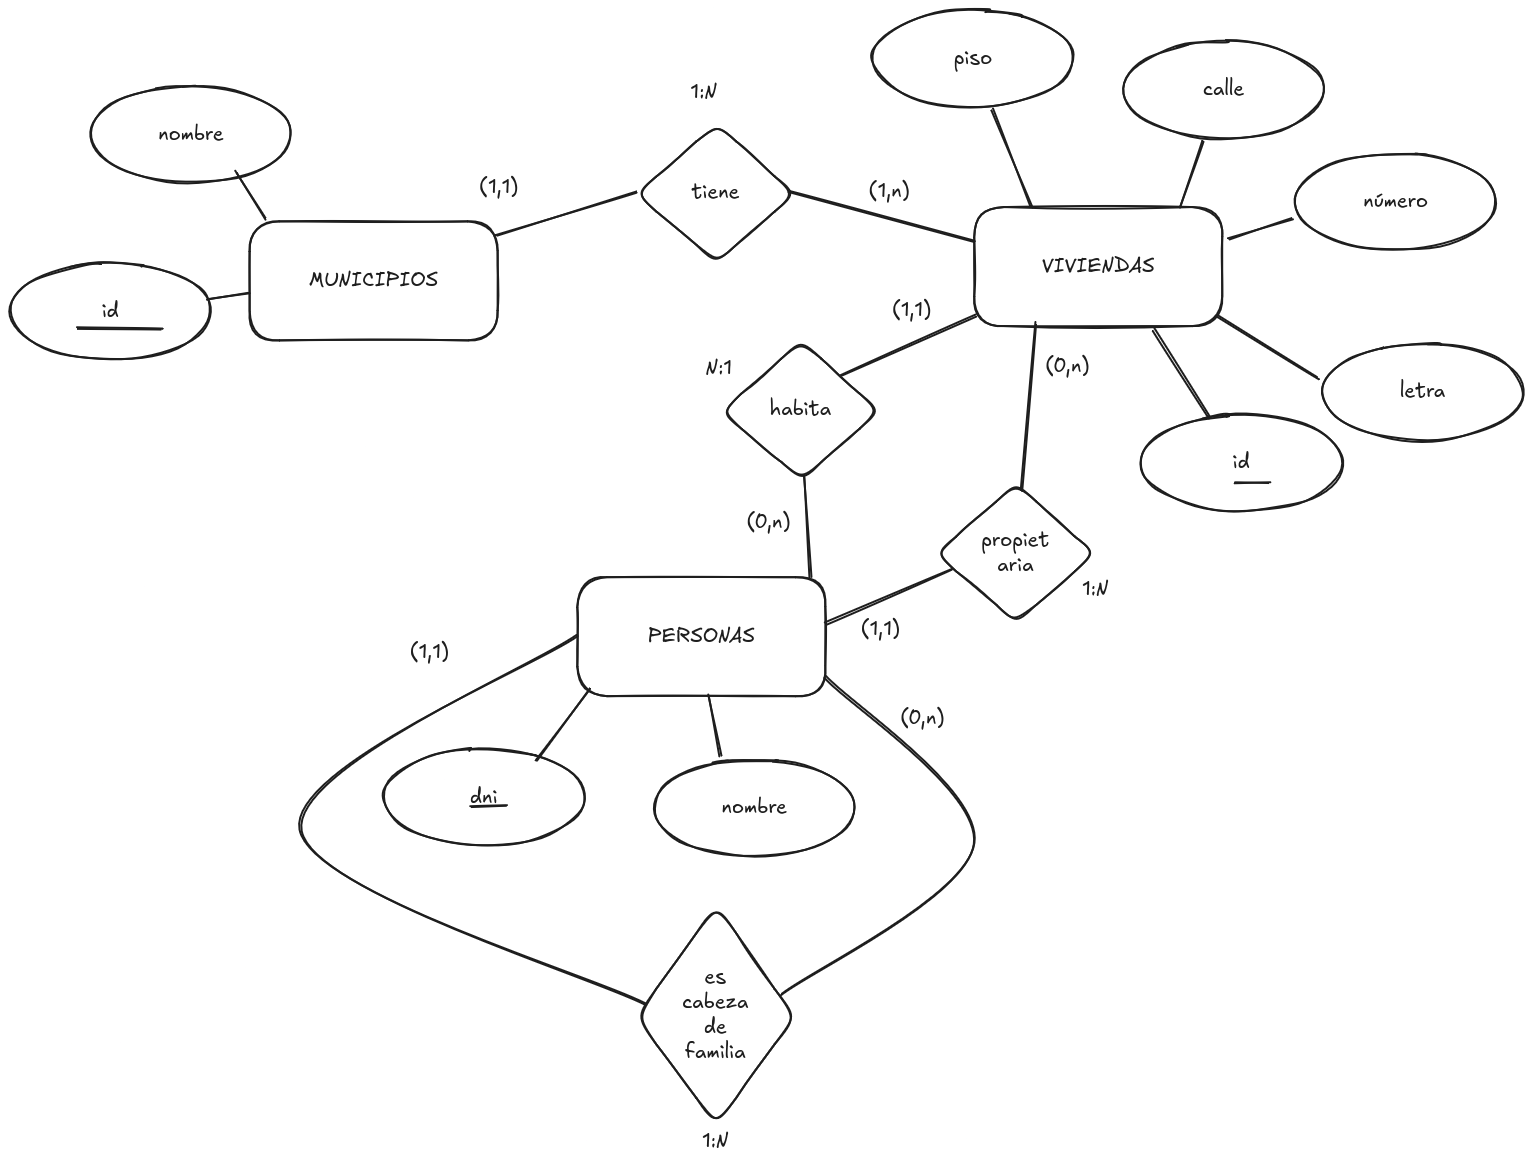 piso
calle
1:N
nombre
(1,1)
tiene
(1,n)
número
MUNICIPIOS
VIVIENDAS
id
(1,1)
N:1
habita
(0,n)
letra
id
(0,n)
propiet
aria
1:N
(1,1)
PERSONAS
(1,1)
(0,n)
dni
nombre
es
cabeza
de
familia
1:N